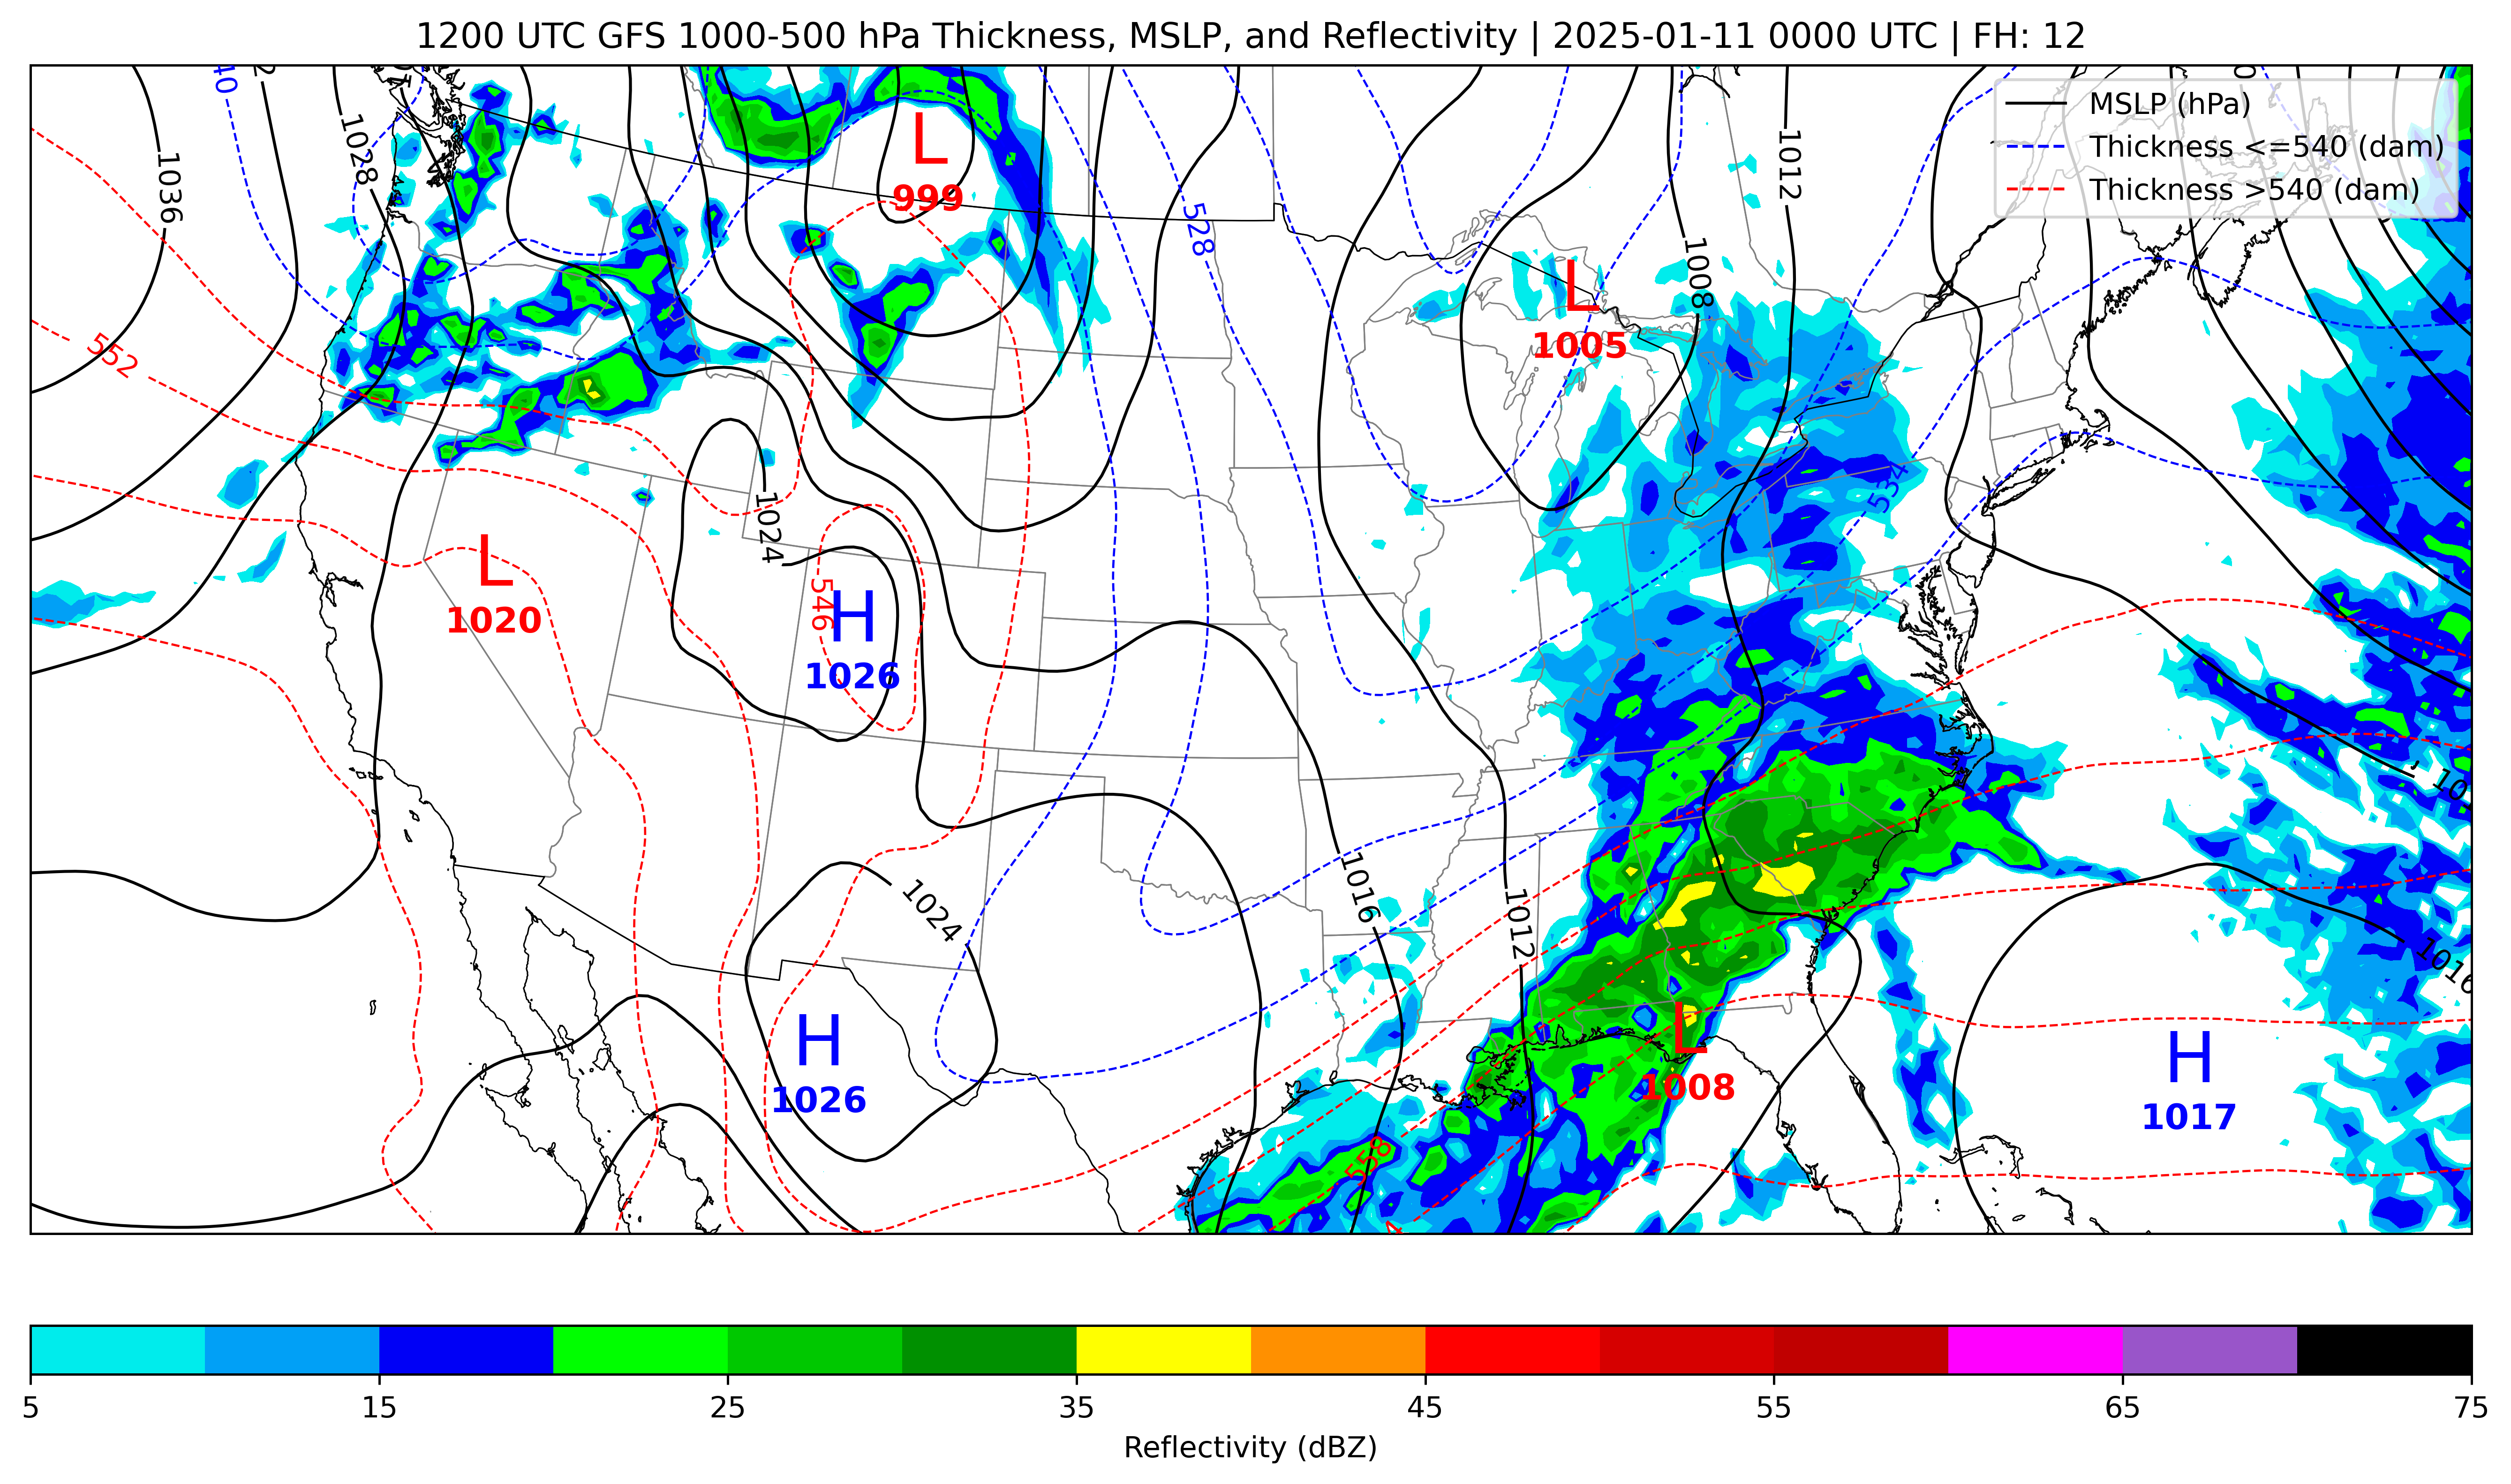 1200 UTC GFS 1000-500 hPa Thickness, MSLP, and Reflectivity | 2025-01-11 0000 UTC | FH: 12
MSLP (hPa)
Thickness <=540 (dam)
Thickness >540 (dam)
1036
1028
L
999
528
1012
1008
L
1005
552
534
1024
L
1020
546
H
1026
1024
1016
1012
1016
H
1026
L
1008
H
1017
558
5
15
25
35
45
55
65
75
Reflectivity (dBZ)